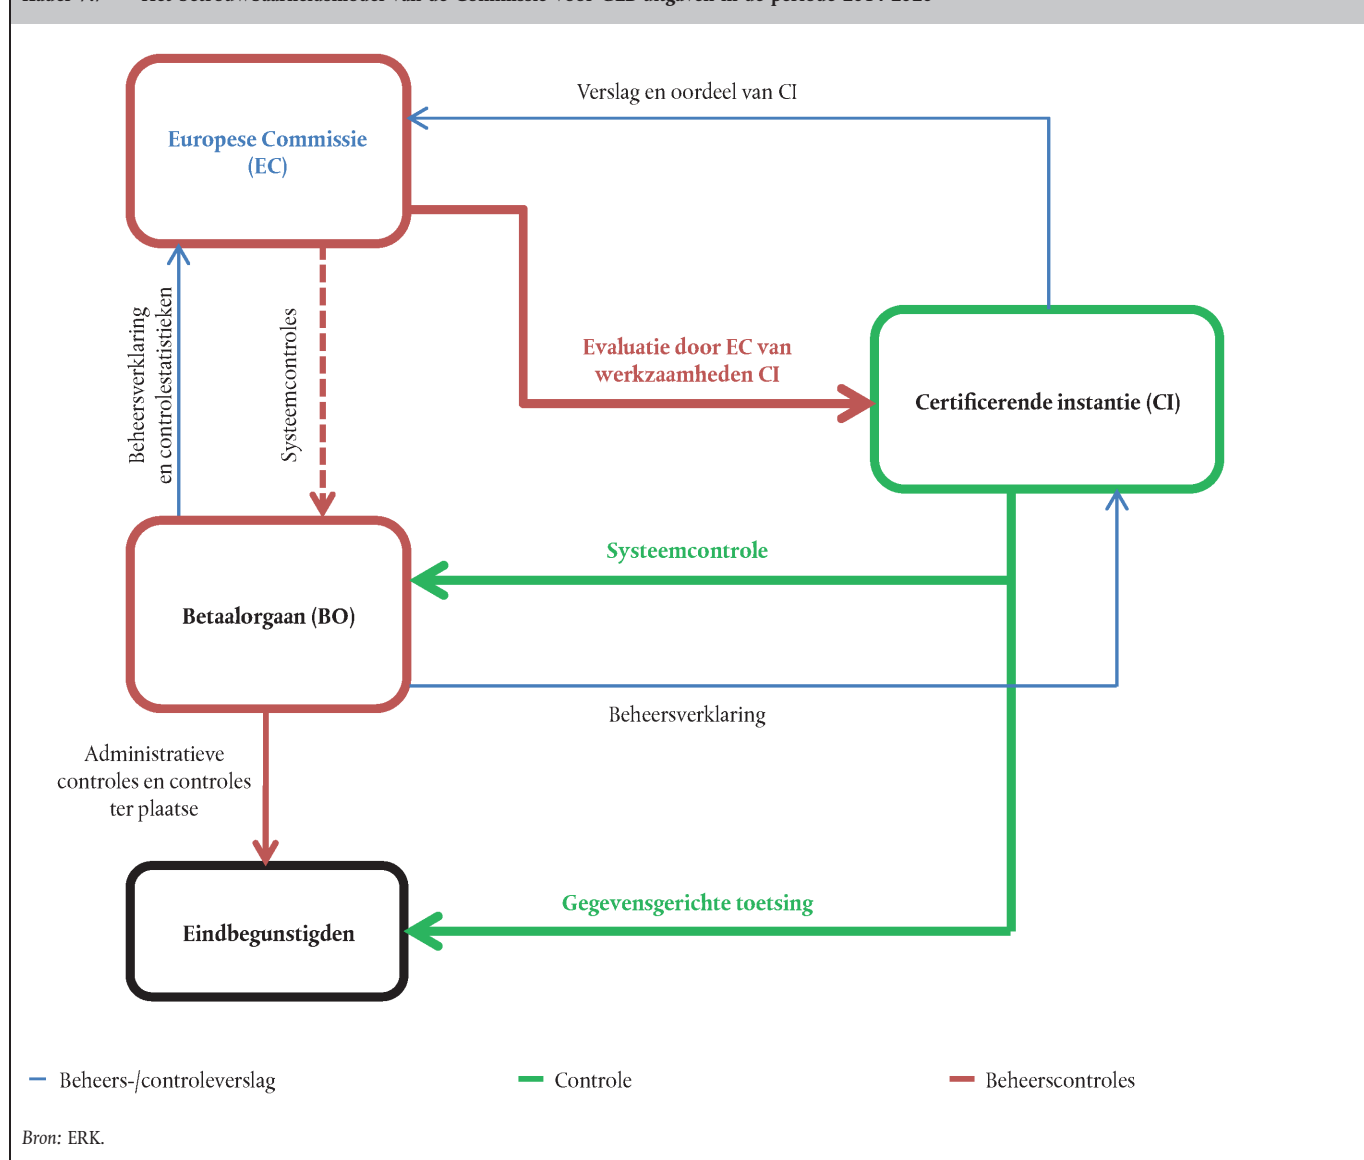 Verslag en oordeel van CI
Europese Commissie
(EC)
Beheersverklaring
en controlestatistieken
Systeemcontroles
Evaluatie door EC van
werkzaamheden CI
Certificerende instantie (CI)
Systeemcontrole
Betaalorgaan (BO)
Beheersverklaring
Administratieve
controles en controles
ter plaatse
Gegevensgerichte toetsing
Eindbegunstigden
Beheers-/controleverslag
Controle
Beheerscontroles
Bron: ERK.